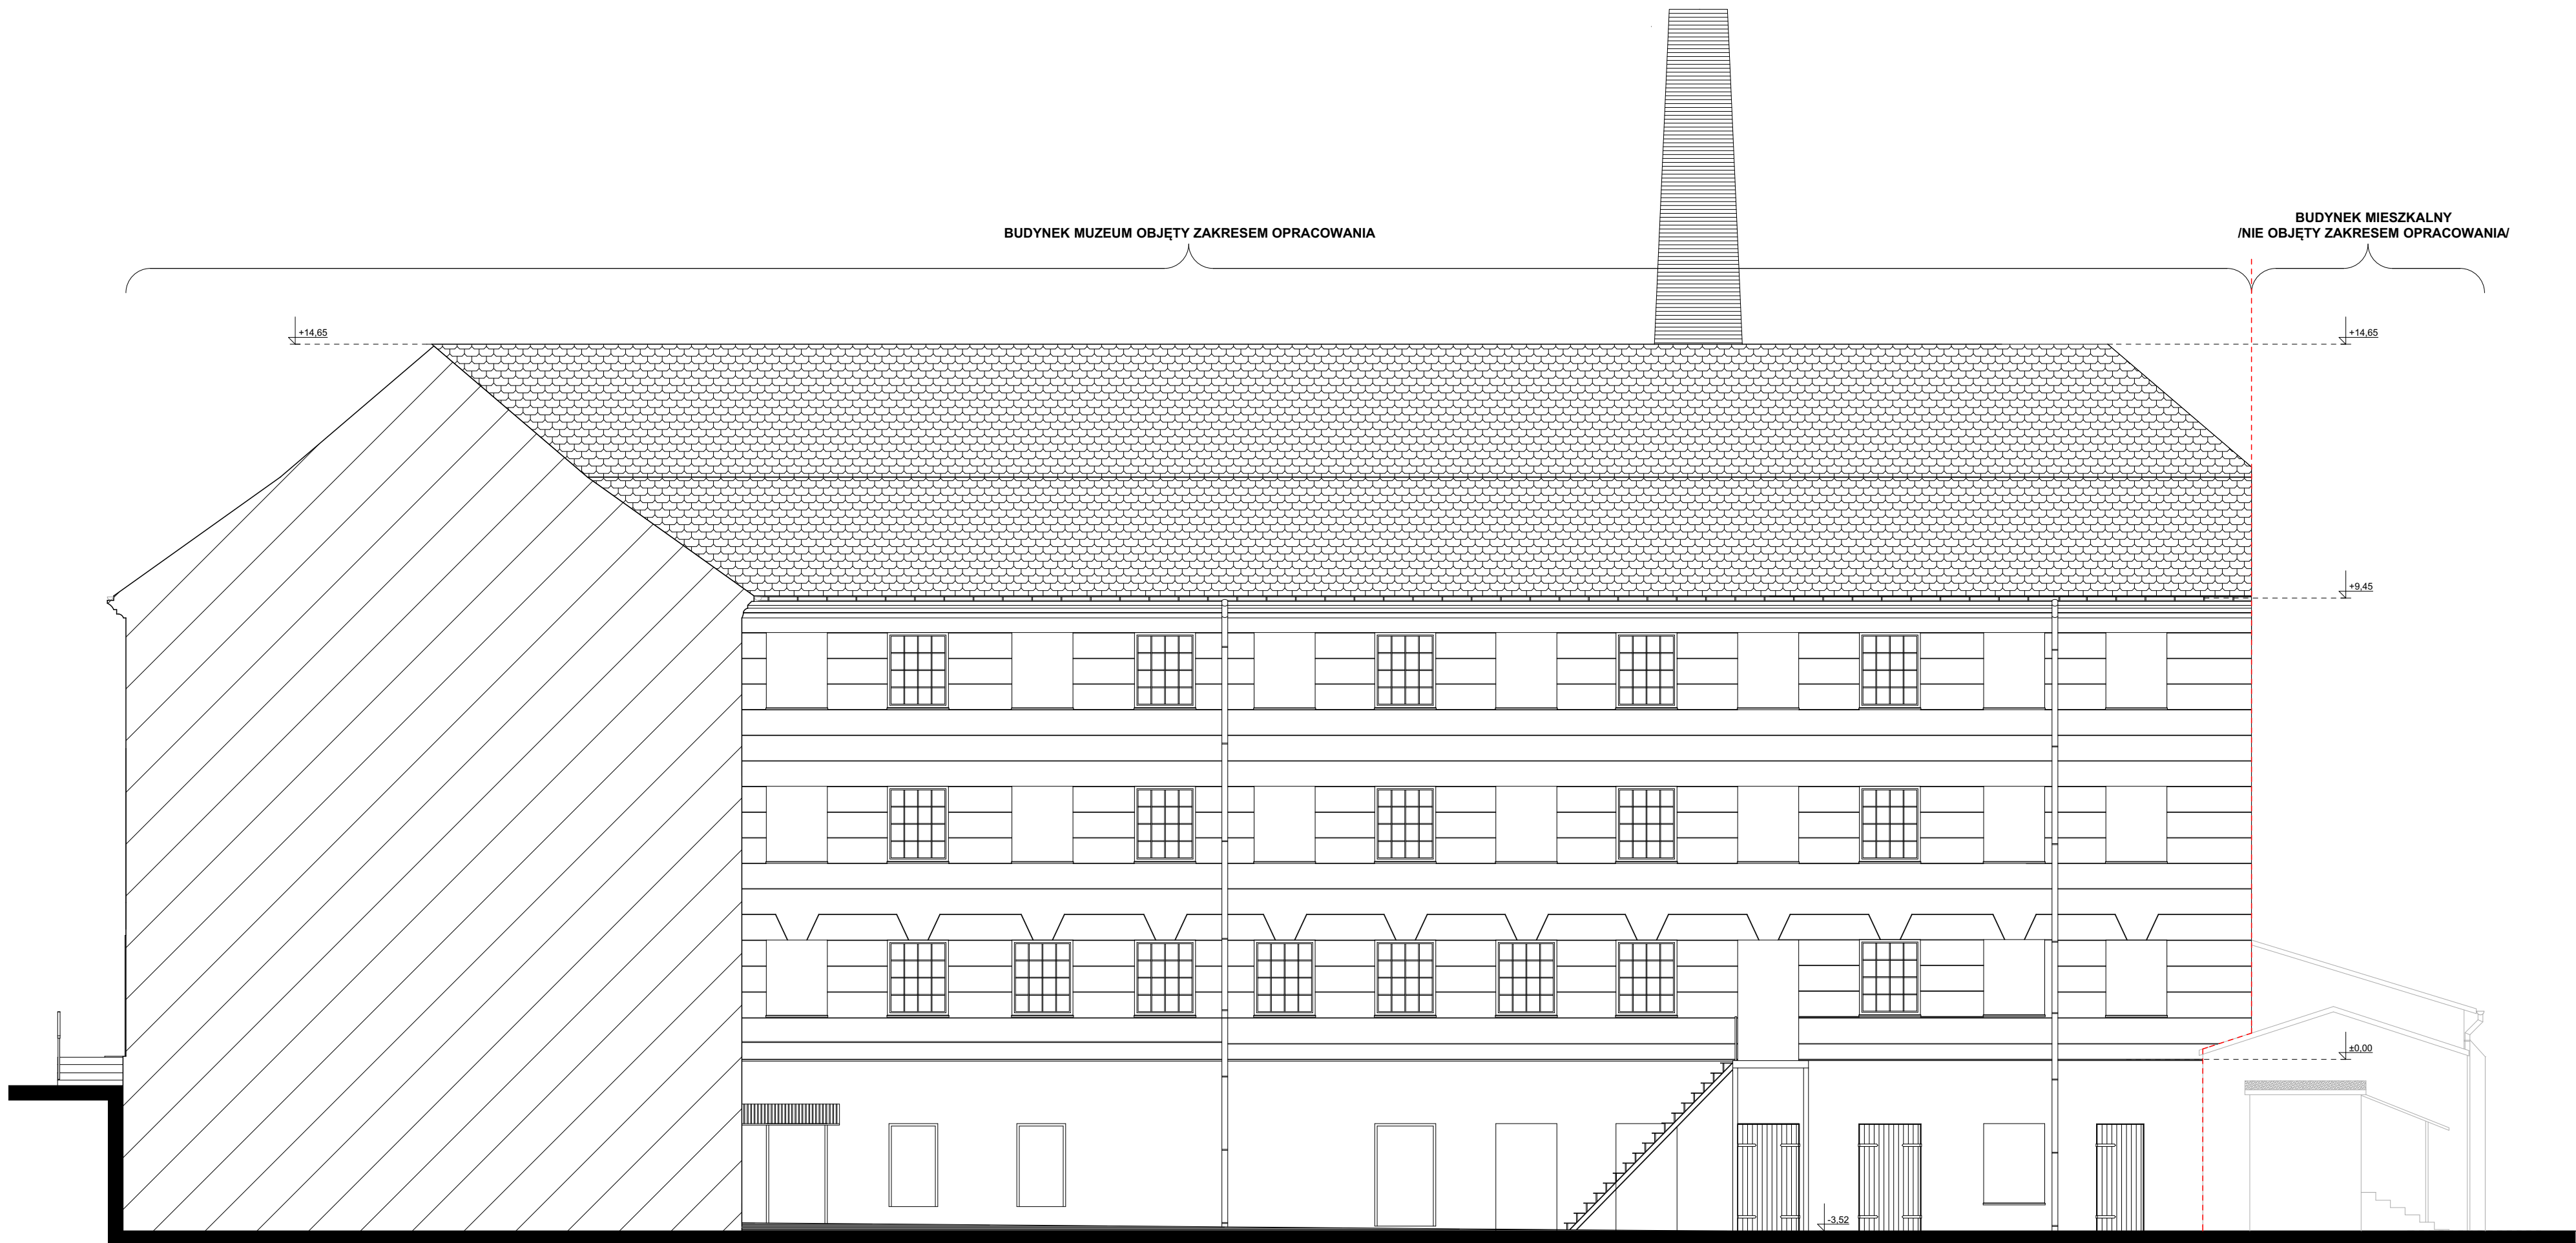 BUDYNEK MIESZKALNY
/NIE OBJĘTY ZAKRESEM OPRACOWANIA/
BUDYNEK MUZEUM OBJĘTY ZAKRESEM OPRACOWANIA
+14,65
+14,65
+9,45
±0,00
-3,52